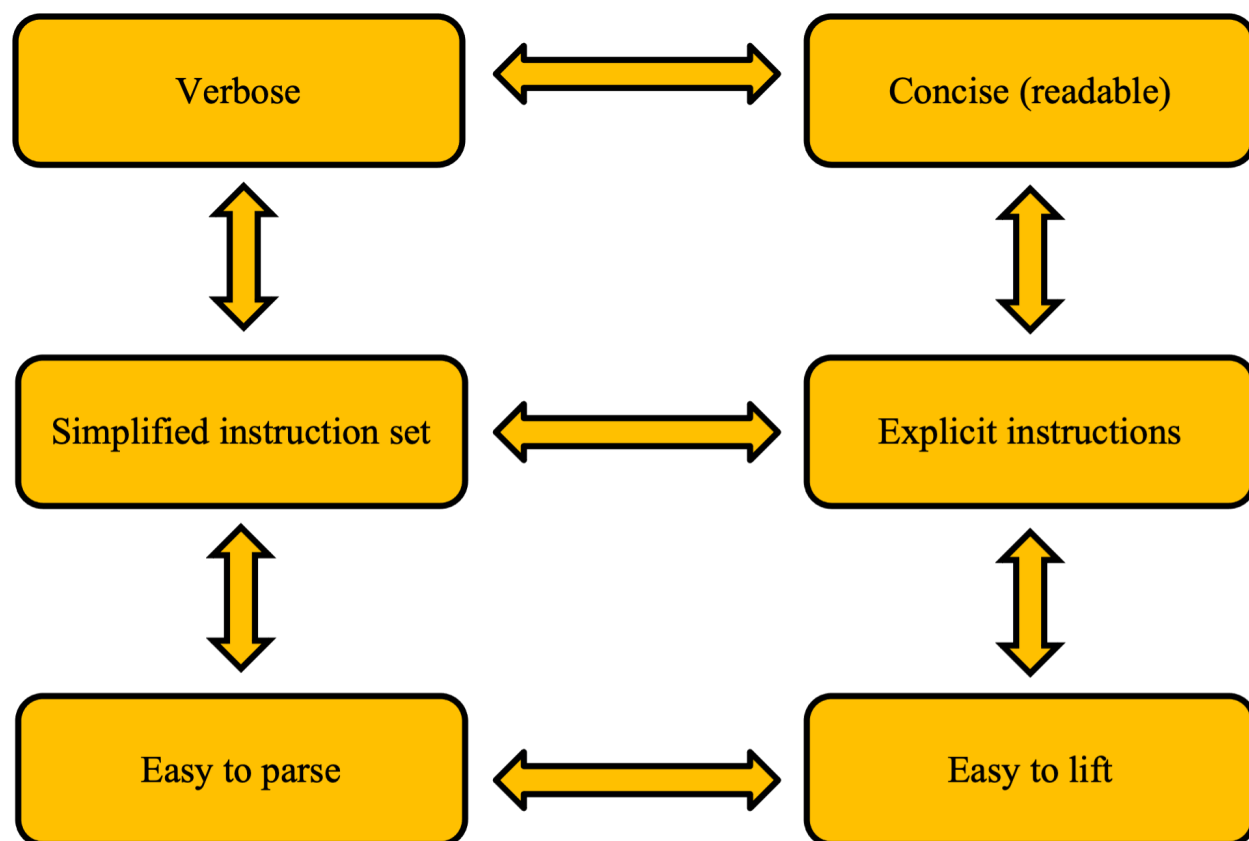 Verbose
Concise (readable)
Simplified instruction set
Explicit instructions
Easy to parse
Easy to lift